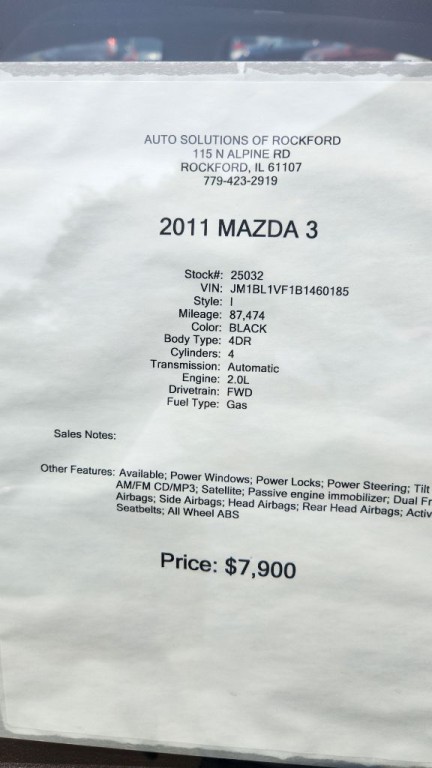 AUTO SOLUTIONS OF ROCKFORD
115 N ALPINE RD
ROCKFORD, IL 61107
779-423-2919
2011 MAZDA 3
Stock#: 25032
VIN: JM1BL1VF1B1460185
Style: I
Mileage: 87,474
Color: BLACK
Body Type: 4DR
Cylinders: 4
Transmission: Automatic
Engine: 2.0L
Drivetrain: FWD
Fuel Type: Gas
Sales Notes:
Other Features: Available; Power Windows; Power Locks; Power Steering; Tilt
AM/FM CD/MP3; Satellite; Passive engine immobilizer; Dual Fr
Airbags; Side Airbags; Head Airbags; Rear Head Airbags; Activ
Seatbelts; All Wheel ABS
Price: $7,900